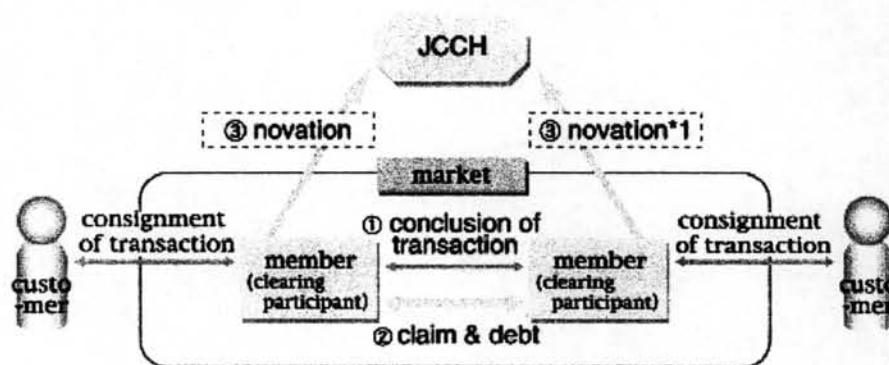 JCCH
③ novation
③ novation*1
market
consignment
of transaction
① conclusion of
transaction
consignment
of transaction
member
(clearing
participant)
member
(clearing
participant)
custo
-mer
custo
-mer
② claim & debt